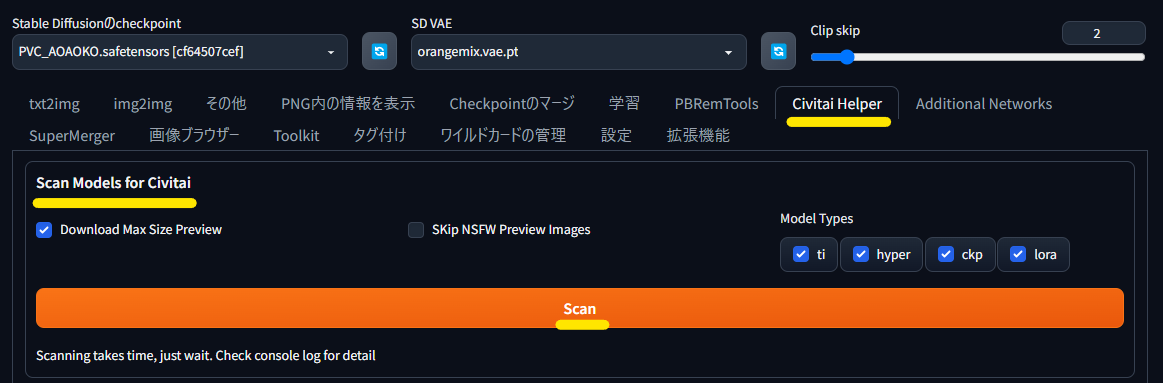 Stable Diffusionのcheckpoint SD VAE Clip skip 2
PVC_AOAOKO.safetensors [cf64507cef] orangemix.vae.pt
txt2img img2img その他 PNG内の情報を表示 Checkpointのマージ 学習 PBRemTools Civitai Helper Additional Networks
SuperMerger 画像ブラウザー Toolkit タグ付け ワイルドカードの管理 設定 拡張機能
Scan Models for Civitai
Model Types
Download Max Size Preview SKip NSFW Preview Images
ti hyper ckp lora
Scan
Scanning takes time, just wait. Check console log for detail